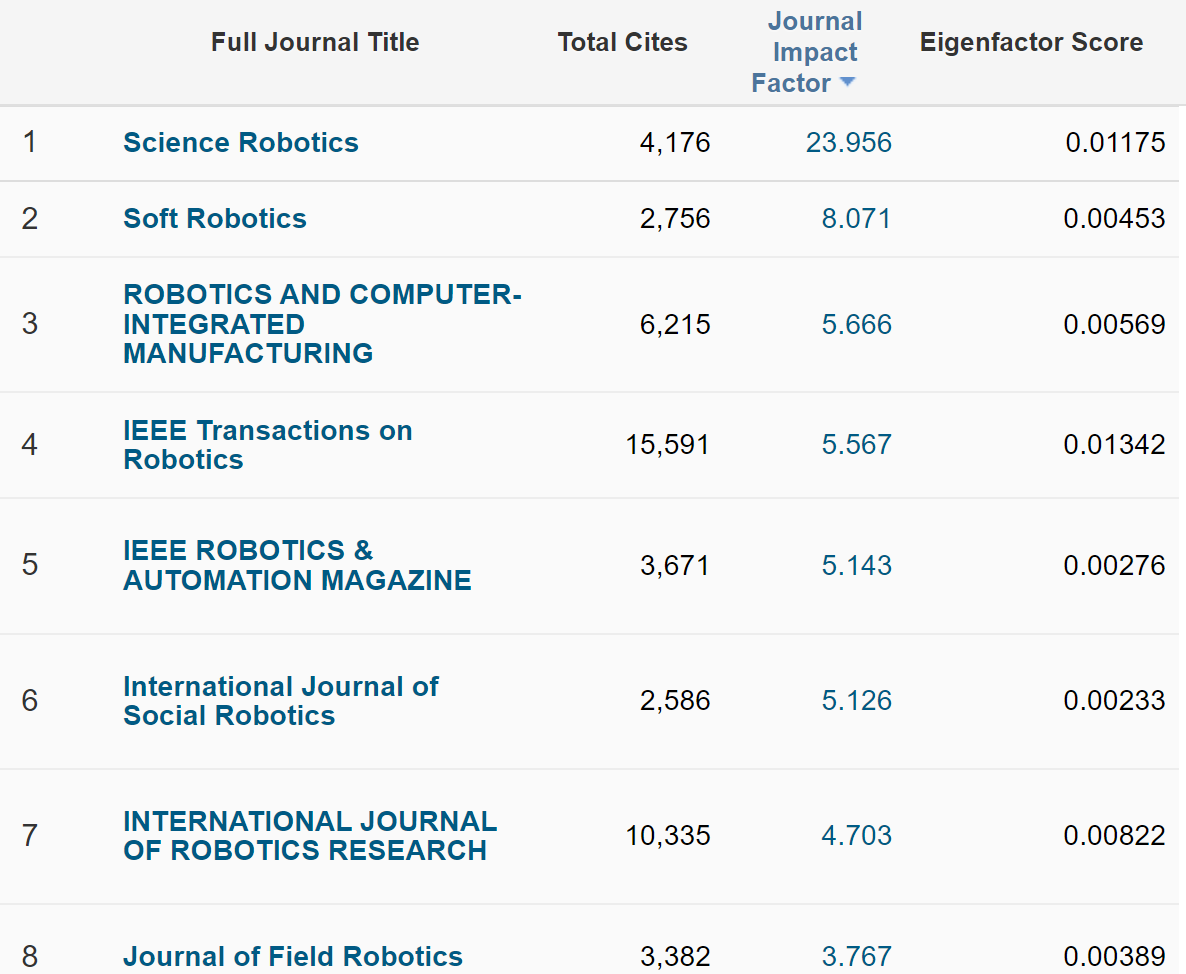 Full Journal Title Total Cites Journal Impact Factor Eigenfactor Score
1 Science Robotics 4,176 23.956 0.01175
2 Soft Robotics 2,756 8.071 0.00453
3 ROBOTICS AND COMPUTER-
INTEGRATED
MANUFACTURING 6,215 5.666 0.00569
4 IEEE Transactions on
Robotics 15,591 5.567 0.01342
5 IEEE ROBOTICS &
AUTOMATION MAGAZINE 3,671 5.143 0.00276
6 International Journal of
Social Robotics 2,586 5.126 0.00233
7 INTERNATIONAL JOURNAL
OF ROBOTICS RESEARCH 10,335 4.703 0.00822
8 Journal of Field Robotics 3,382 3.767 0.00389